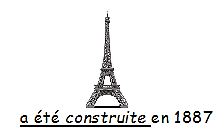 a été construite en 1887